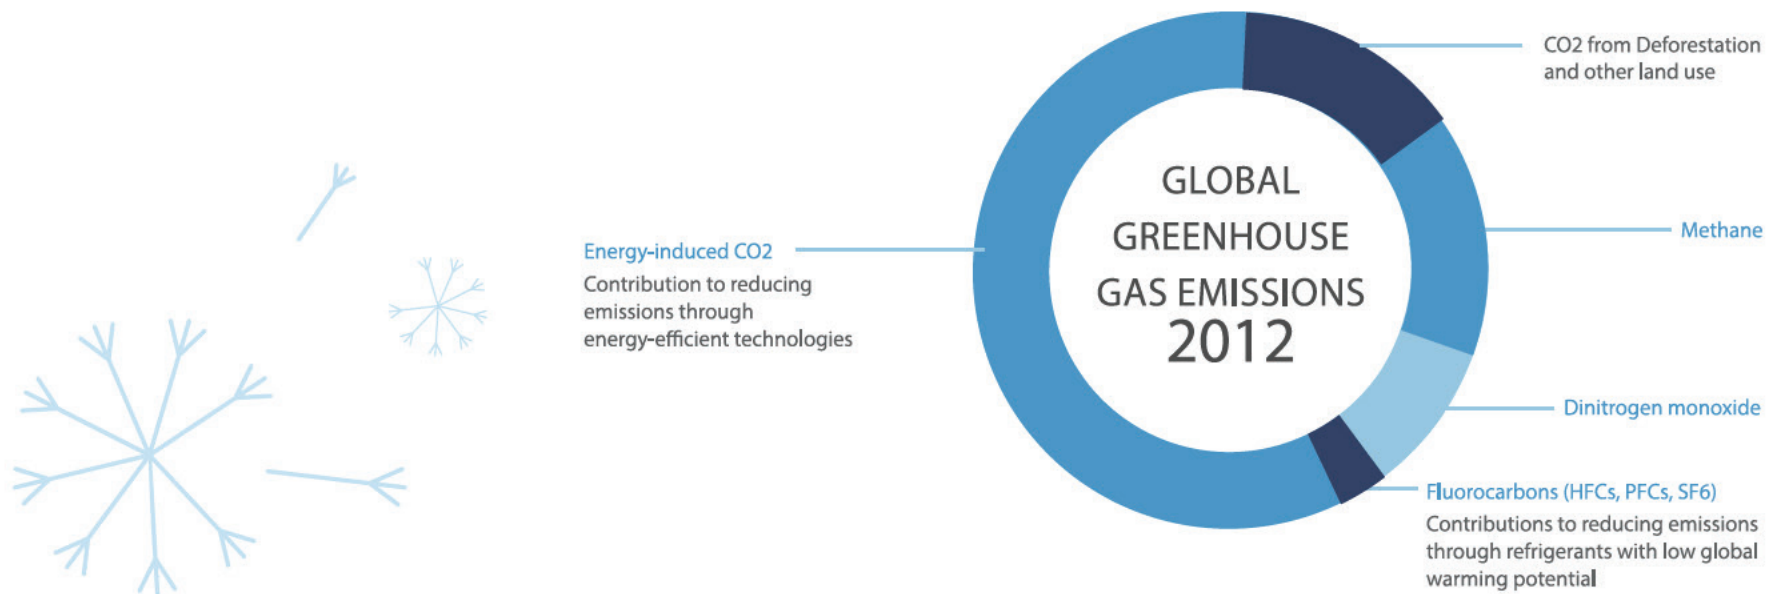 CO2 from Deforestation
and other land use
GLOBAL
GREENHOUSE
GAS EMISSIONS
2012
Methane
Energy-induced CO2
Contribution to reducing
emissions through
energy-efficient technologies
Dinitrogen monoxide
Fluorocarbons (HFCs, PFCs, SF6)
Contributions to reducing emissions
through refrigerants with low global
warming potential